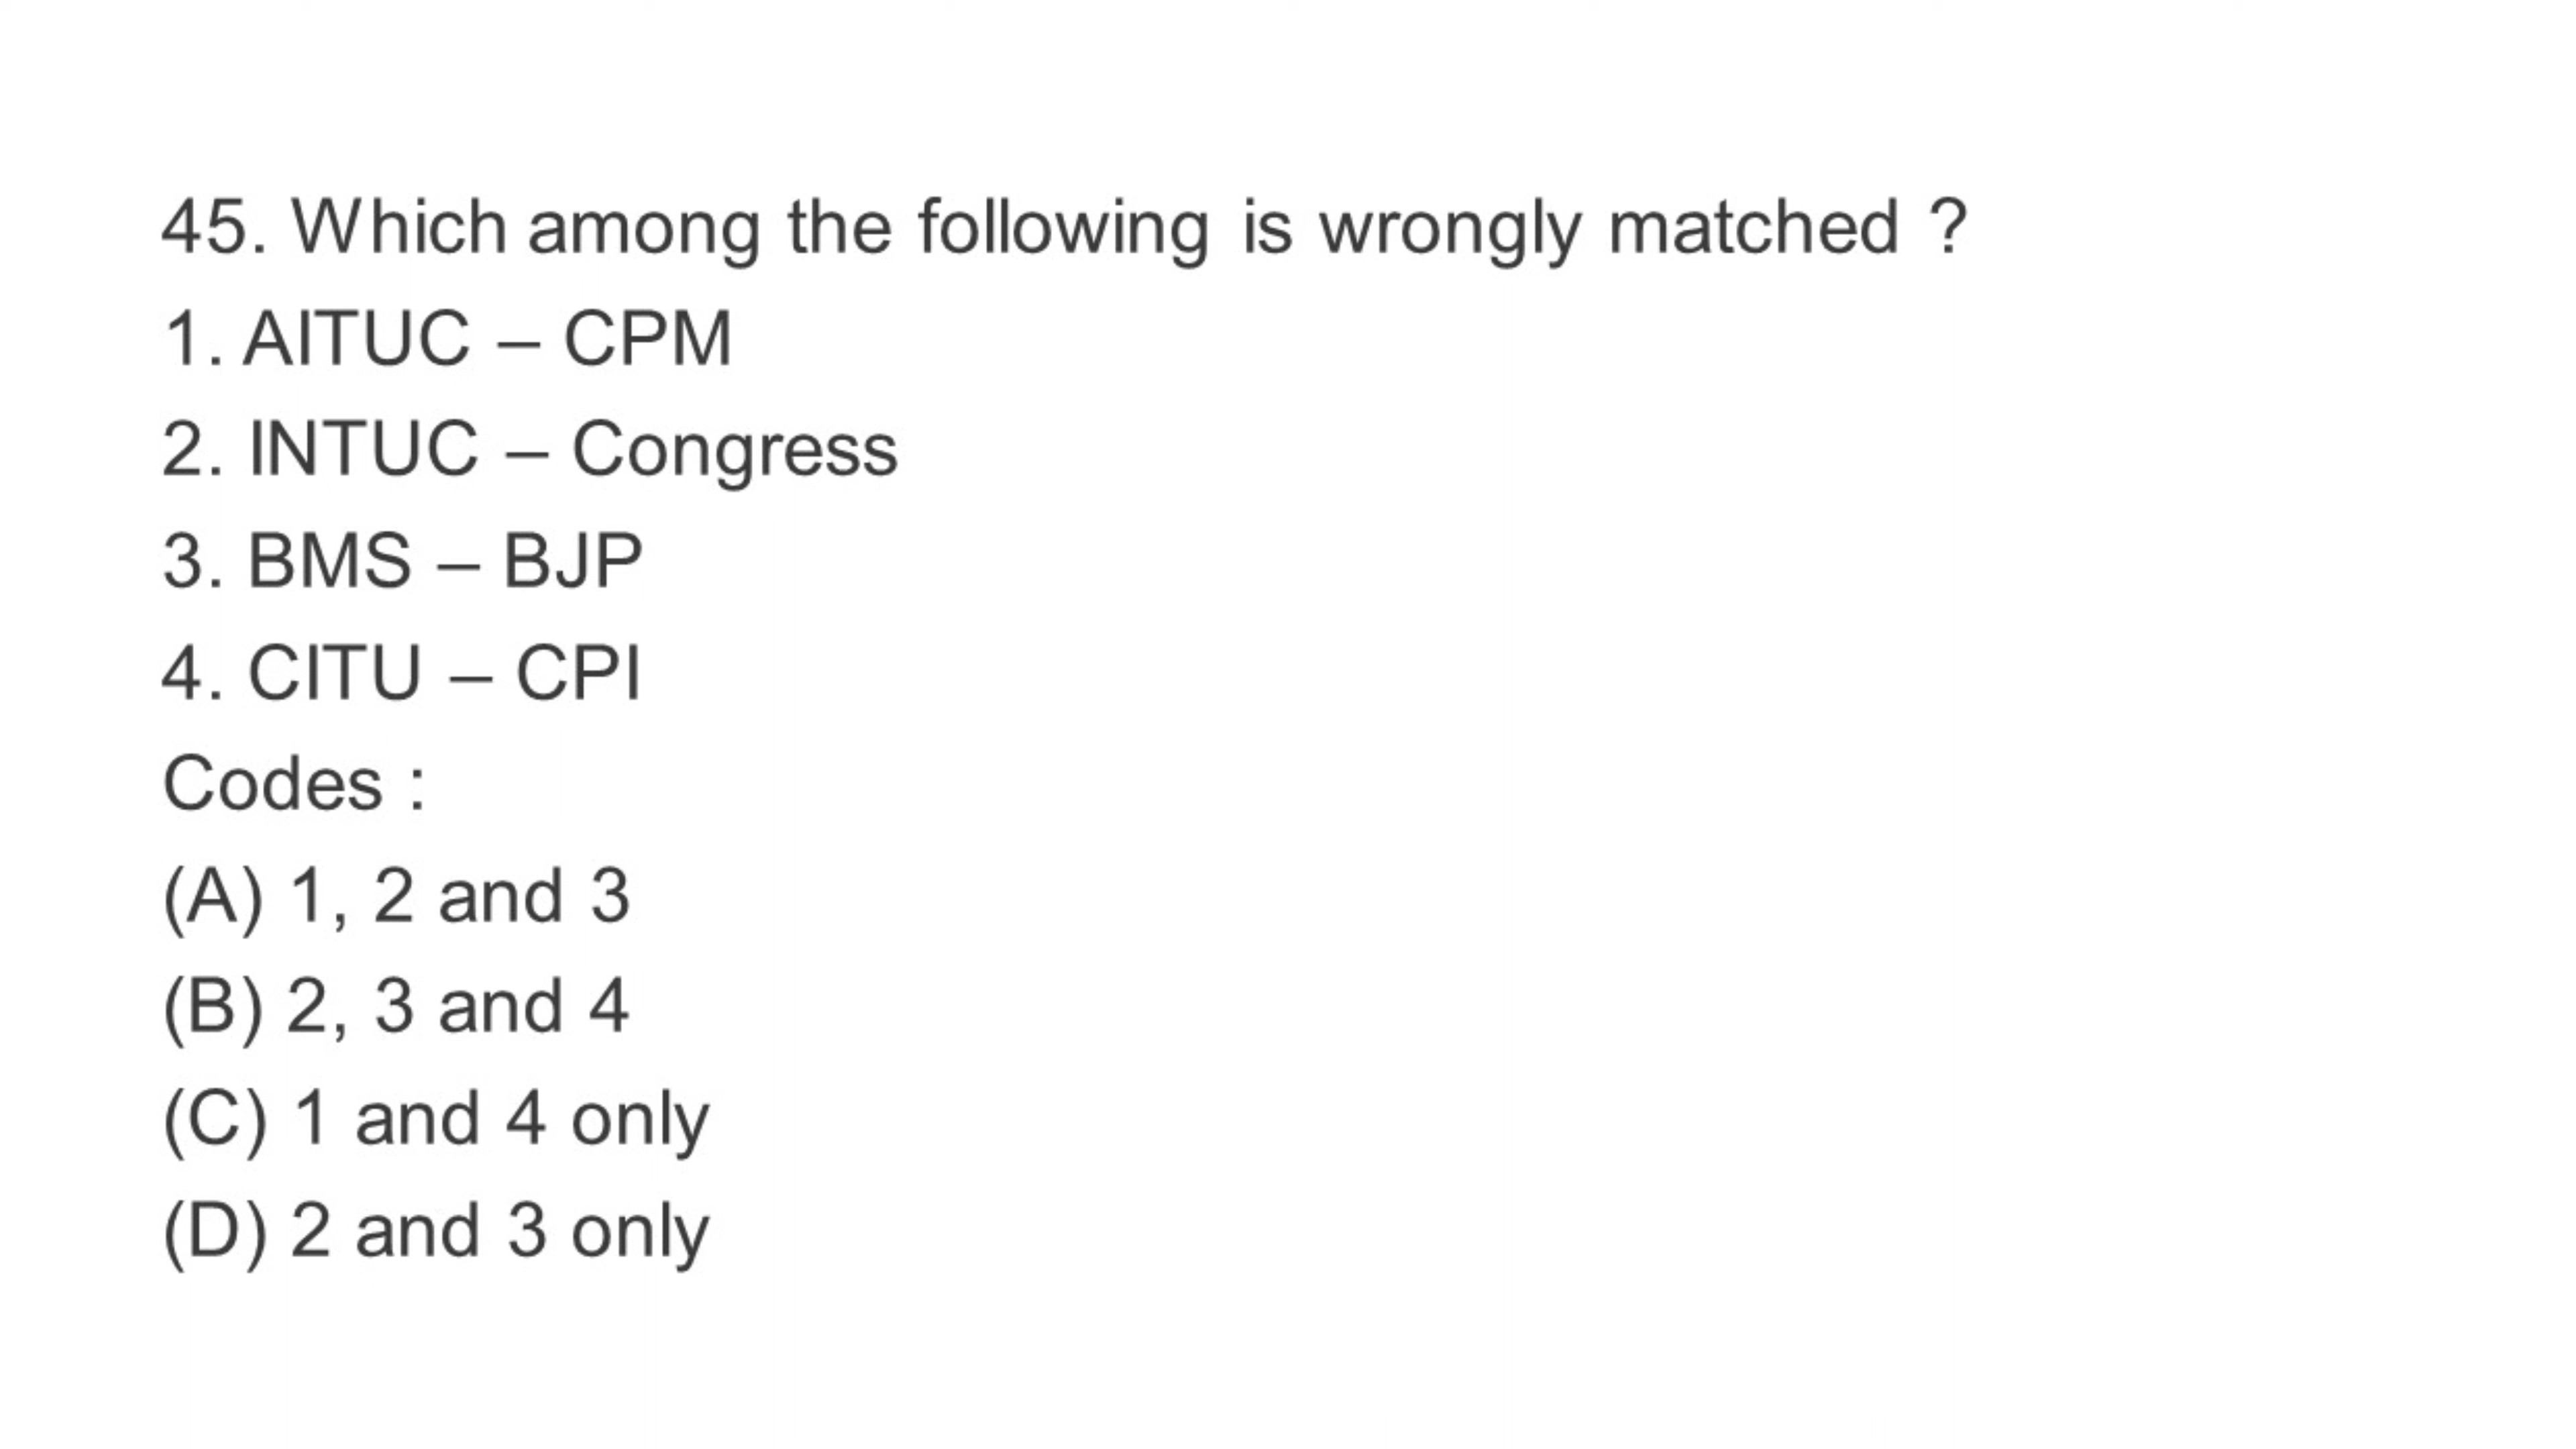 45. Which among the following is wrongly matched ?
1. AITUC – CPM
2. INTUC – Congress
3. BMS – BJP
4. CITU – CPI
Codes :
(A) 1, 2 and 3
(B) 2, 3 and 4
(C) 1 and 4 only
(D) 2 and 3 only